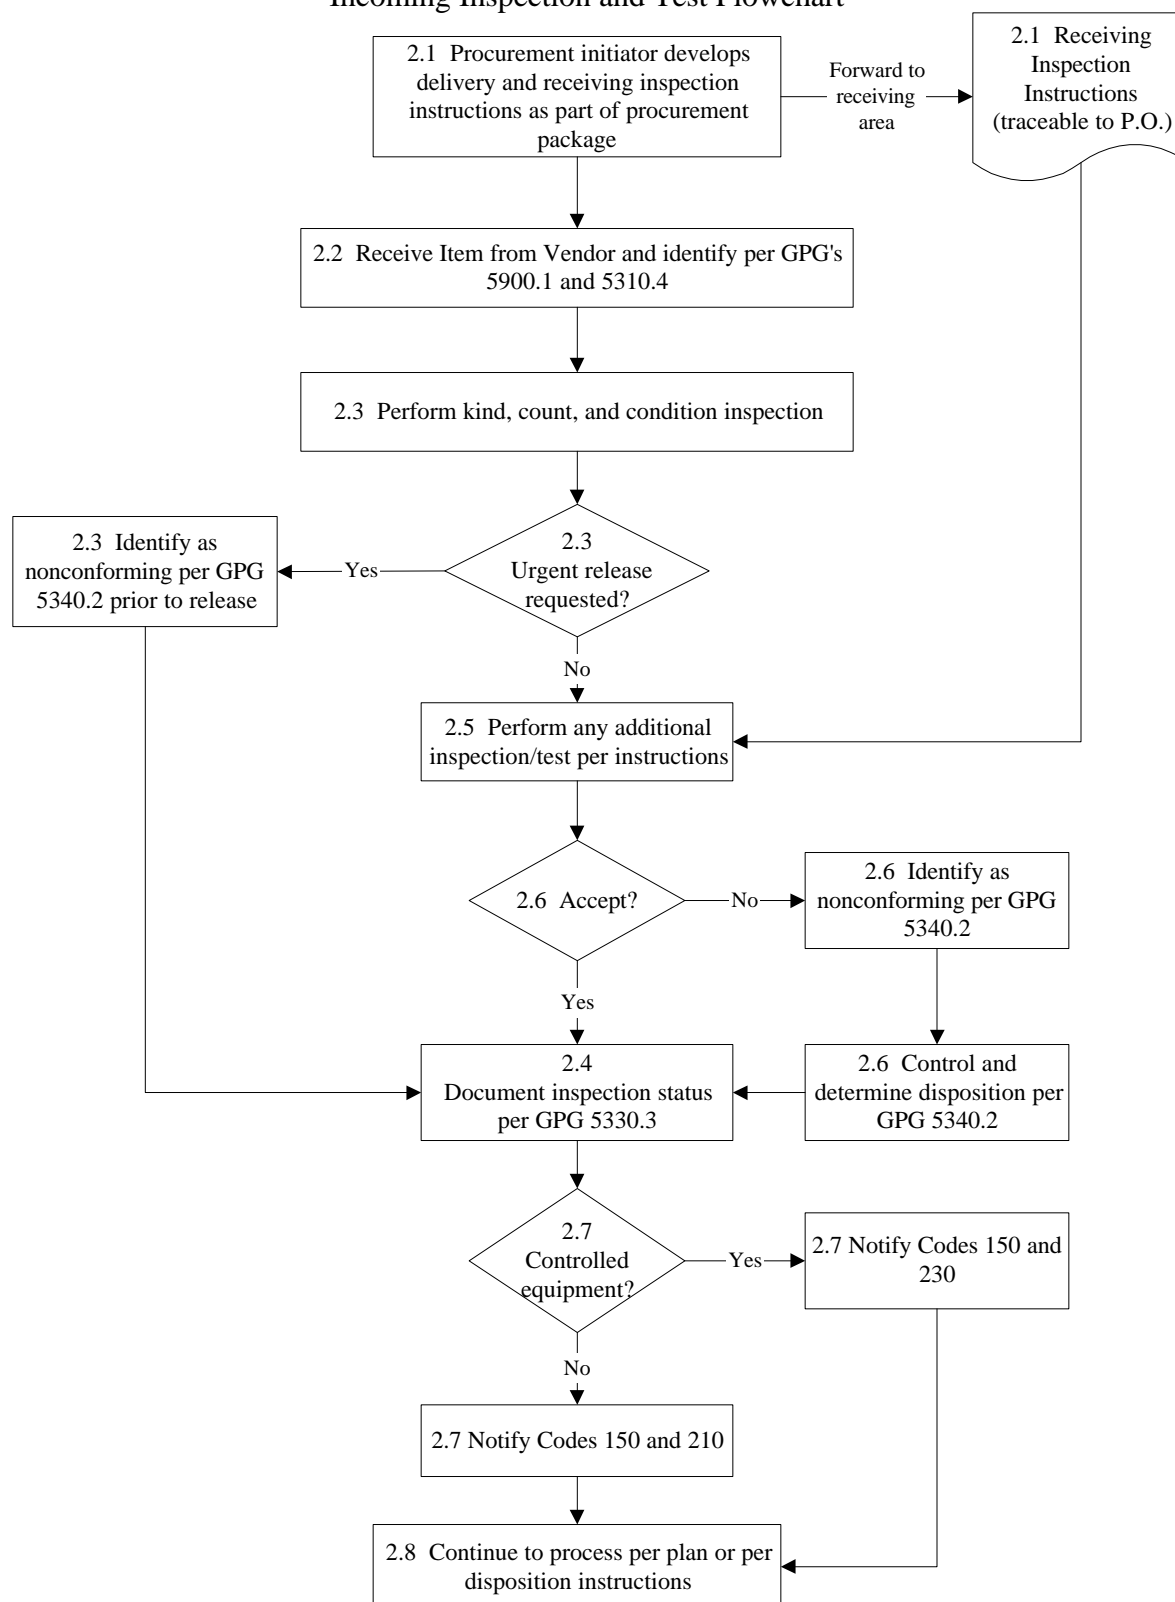 Incoming Inspection and Test Flowchart
2.1 Procurement initiator develops
delivery and receiving inspection
instructions as part of procurement
package
Forward to
receiving
area
2.1 Receiving
Inspection
Instructions
(traceable to P.O.)
2.2 Receive Item from Vendor and identify per GPG's
5900.1 and 5310.4
2.3 Perform kind, count, and condition inspection
2.3
Urgent release
requested?
Yes
2.3 Identify as
nonconforming per GPG
5340.2 prior to release
No
2.5 Perform any additional
inspection/test per instructions
2.6 Accept?
No
2.6 Identify as
nonconforming per GPG
5340.2
Yes
2.4
Document inspection status
per GPG 5330.3
2.6 Control and
determine disposition per
GPG 5340.2
2.7
Controlled
equipment?
Yes
2.7 Notify Codes 150 and
230
No
2.7 Notify Codes 150 and 210
2.8 Continue to process per plan or per
disposition instructions